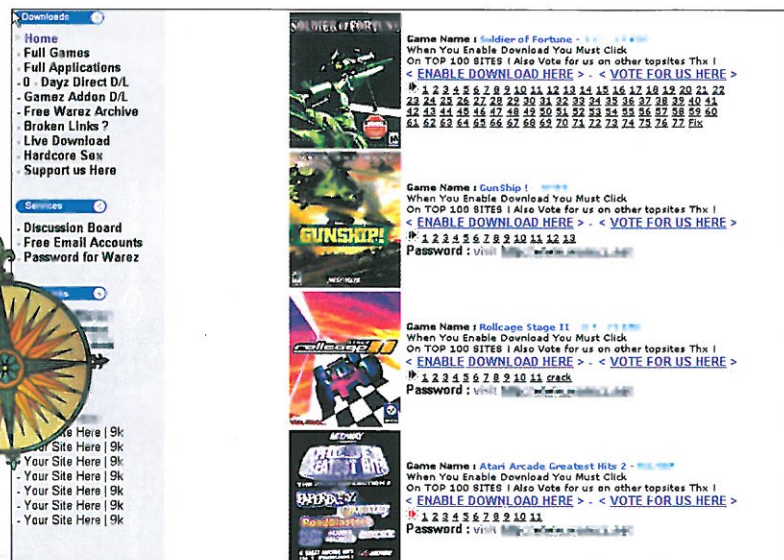 Downloads
Home
- Full Games
- Full Applications
- 0 - Dayz Direct D/L
- Gamez Addon D/L
- Free Warez Archive
- Broken Links ?
- Live Download
- Hardcore Sex
- Support us Here
Services
- Discussion Board
- Free Email Accounts
- Password for Warez
te Here | 9k
- Your Site Here | 9k
- Your Site Here | 9k
- Your Site Here | 9k
- Your Site Here | 9k
- Your Site Here | 9k
- Your Site Here | 9k
SOLDIER OF FORTUNE
Game Name : Soldier of Fortune -
When You Enable Download You Must Click
On TOP 100 SITES ! Also Vote for us on other topsites Thx !
< ENABLE DOWNLOAD HERE > - < VOTE FOR US HERE >
1 2 3 4 5 6 7 8 9 10 11 12 13 14 15 16 17 18 19 20 21 22
23 24 25 26 27 28 29 30 31 32 33 34 35 36 37 38 39 40 41
42 43 44 45 46 47 48 49 50 51 52 53 54 55 56 57 58 59 60
61 62 63 64 65 66 67 68 69 70 71 72 73 74 75 76 77 Fix
GUNSHIP!
Game Name : GunShip !
When You Enable Download You Must Click
On TOP 100 SITES ! Also Vote for us on other topsites Thx !
< ENABLE DOWNLOAD HERE > - < VOTE FOR US HERE >
1 2 3 4 5 6 7 8 9 10 11 12 13
Password : visit
rollcage
Game Name : Rollcage Stage II
When You Enable Download You Must Click
On TOP 100 SITES ! Also Vote for us on other topsites Thx !
< ENABLE DOWNLOAD HERE > - < VOTE FOR US HERE >
1 2 3 4 5 6 7 8 9 10 11 crack
Password : visit
MIDWAY
GREATEST HITS
PAPERBOY
RoadBlasters
Game Name : Atari Arcade Greatest Hits 2 -
When You Enable Download You Must Click
On TOP 100 SITES ! Also Vote for us on other topsites Thx !
< ENABLE DOWNLOAD HERE > - < VOTE FOR US HERE >
1 2 3 4 5 6 7 8 9 10 11
Password : visit